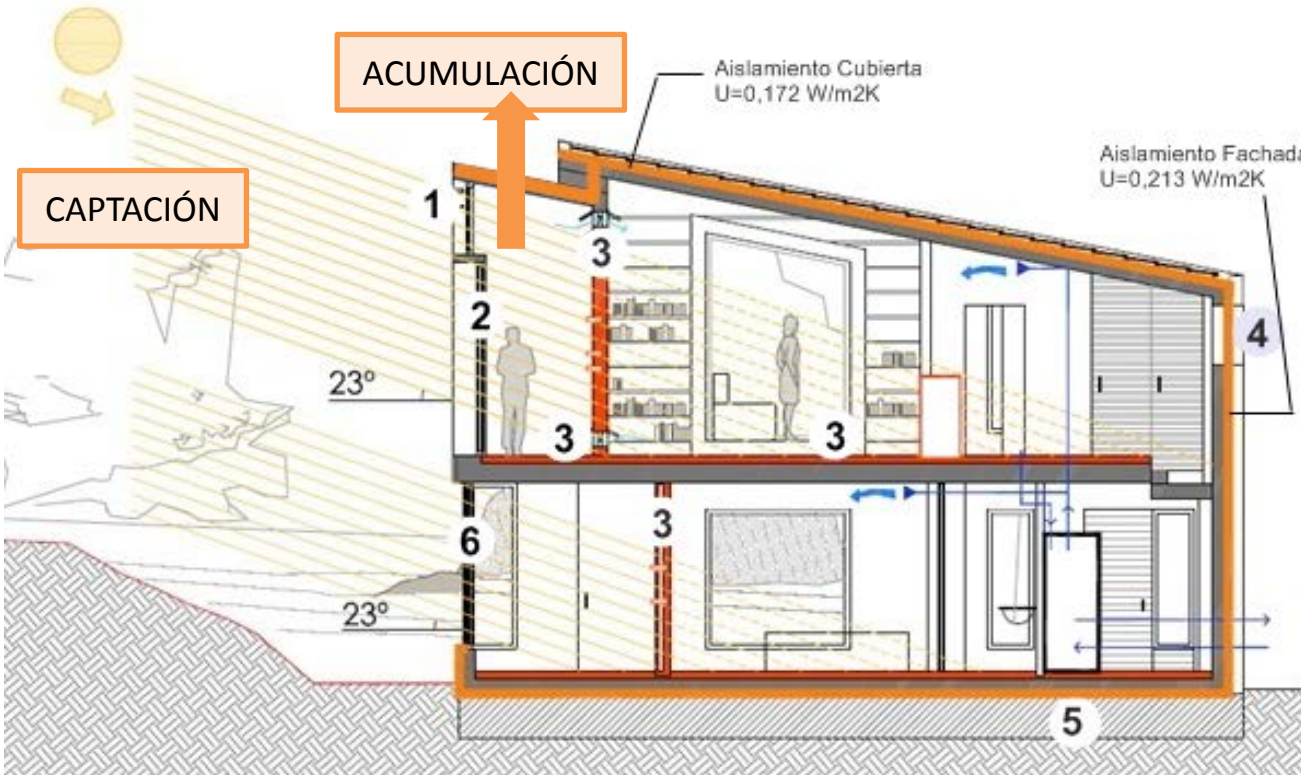 ACUMULACIÓN
Aislamiento Cubierta
U=0,172 W/m2K
Aislamiento Fachada
U=0,213 W/m2K
CAPTACIÓN
1
3
2
4
23º
3
3
6
3
23º
5